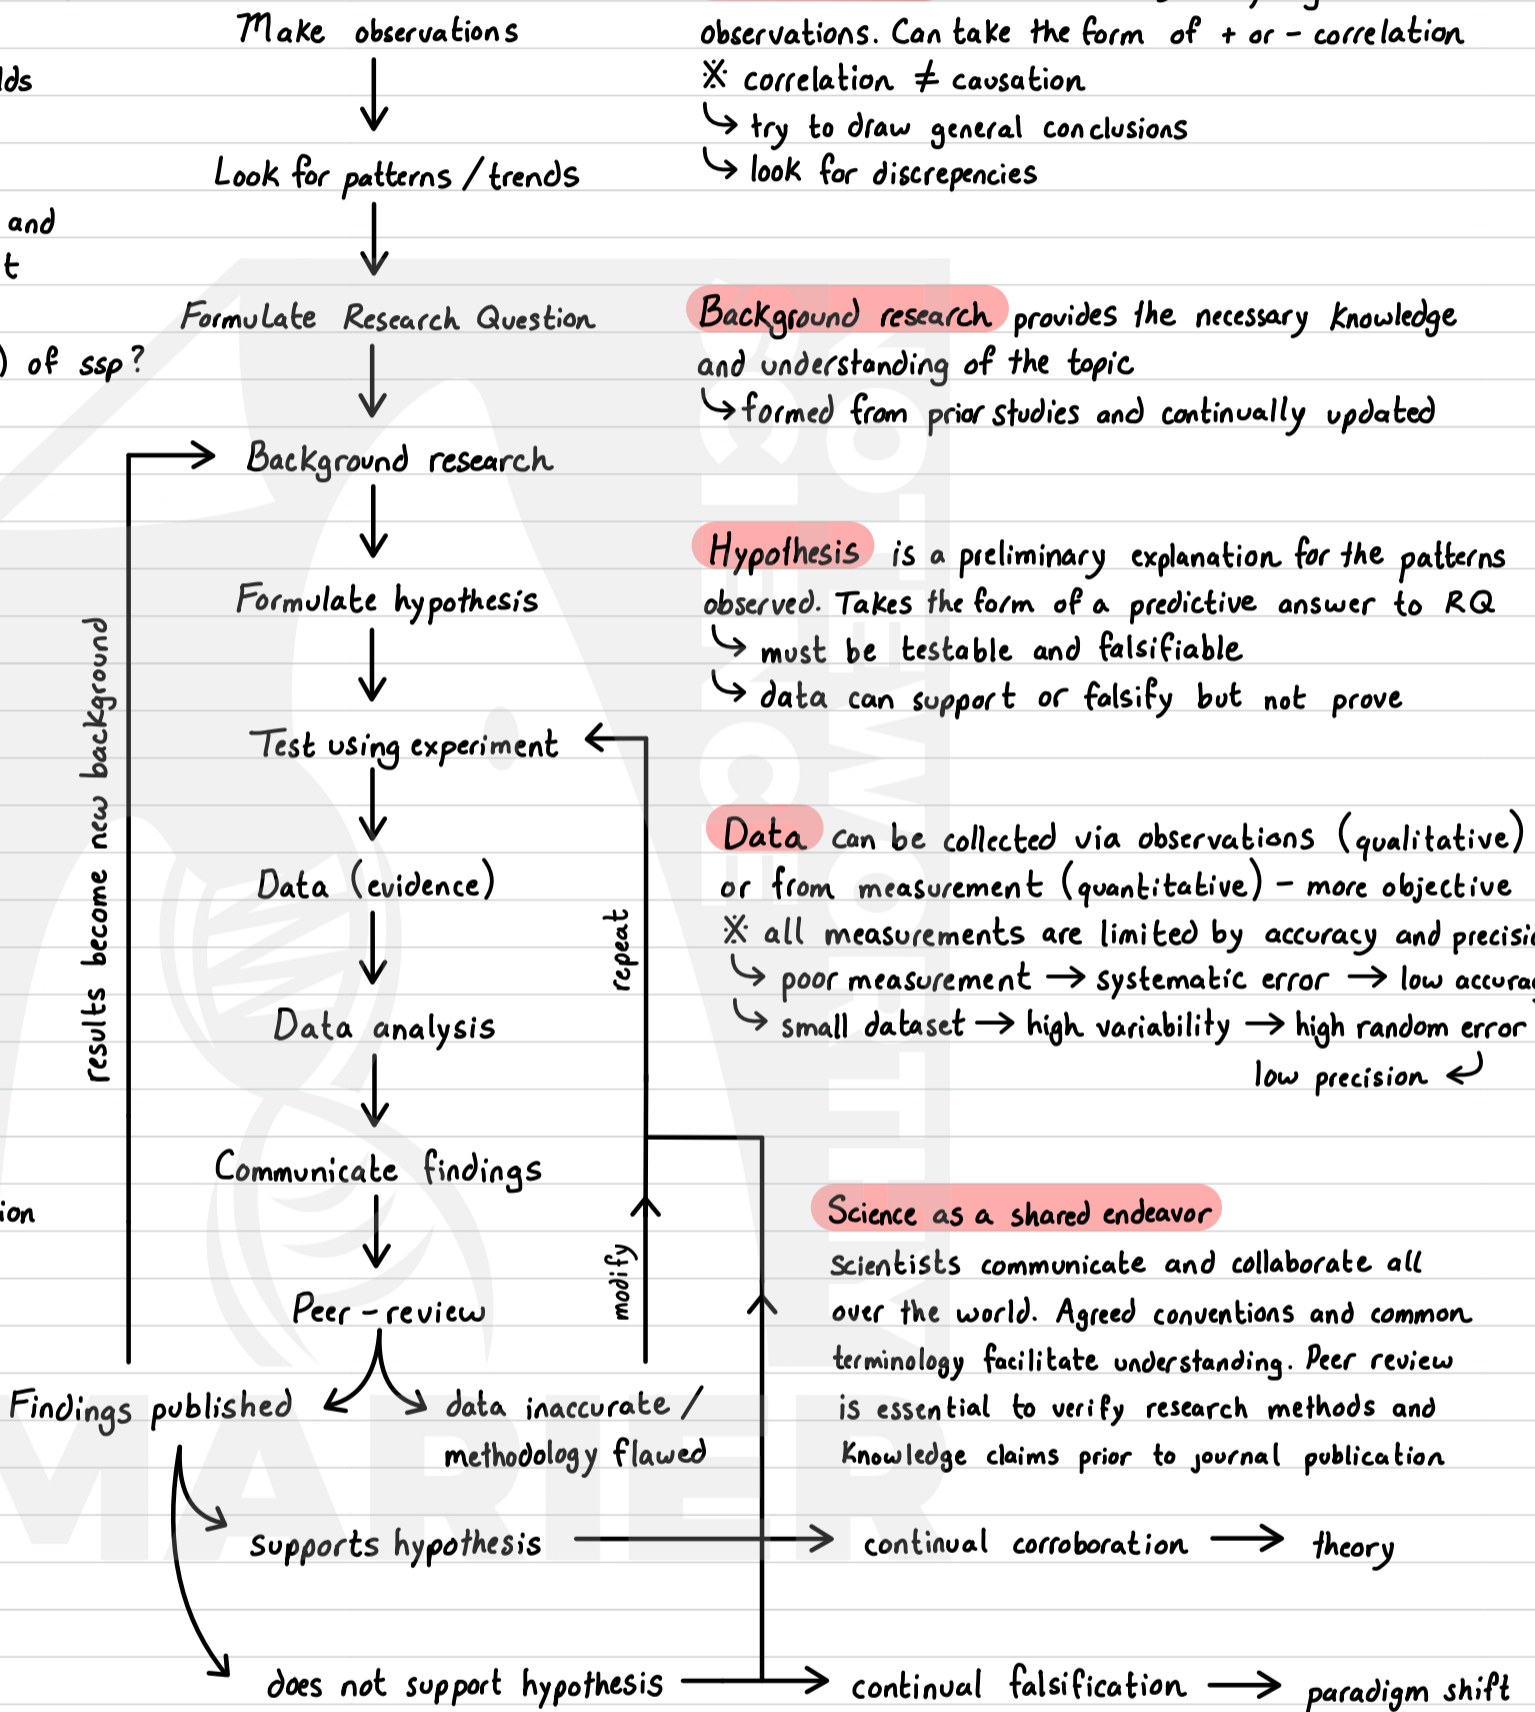 Make observations
lds
Look for patterns / trends
and
t
Formulate Research Question
) of ssp?
Background research
Formulate hypothesis
Test using experiment
Data (evidence)
Data analysis
Communicate findings
ion
Peer-review
Findings published
data inaccurate /
methodology flawed
supports hypothesis
continual corroboration → theory
does not support hypothesis
continual falsification → paradigm shift
results become new background
repeat
modify
observations. Can take the form of + or - correlation
※ correlation ≠ causation
↳ try to draw general conclusions
↳ look for discrepencies
Background research provides the necessary knowledge
and understanding of the topic
↳ formed from prior studies and continually updated
Hypothesis is a preliminary explanation for the patterns
observed. Takes the form of a predictive answer to RQ
↳ must be testable and falsifiable
↳ data can support or falsify but not prove
Data can be collected via observations (qualitative)
or from measurement (quantitative) - more objective
※ all measurements are limited by accuracy and precisi
↳ poor measurement → systematic error → low accura
↳ small dataset → high variability → high random error
low precision ↲
Science as a shared endeavor
Scientists communicate and collaborate all
over the world. Agreed conventions and common
terminology facilitate understanding. Peer review
is essential to verify research methods and
knowledge claims prior to journal publication
NOTEWORTHY
SCIENCE
MARIER